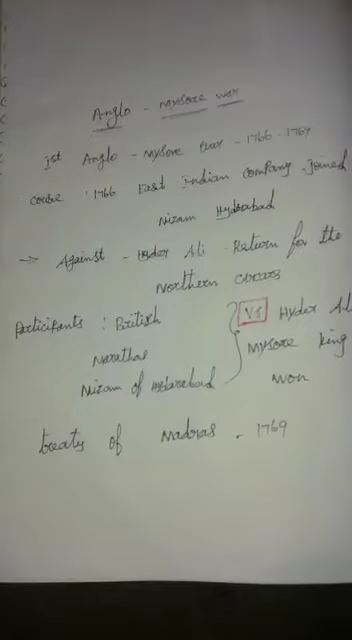 Anglo - Mysore war
1st Anglo - Mysore war - 1766 - 1769
cause : 1766 East Indian company joined
Nizam Hyderabad
→ Against - Hyder Ali - Return for the
Northern circars
Participants : British
Marathas
Nizam of Hyderabad
VS Hyder Al
Mysore king
won
treaty of Madras - 1769